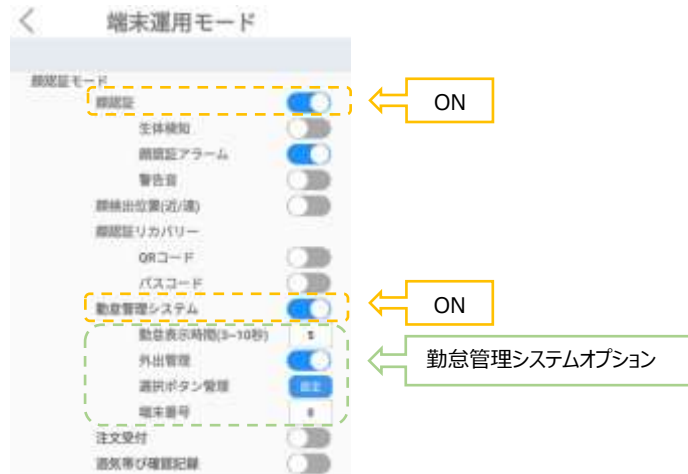 端末運用モード
顔認証モード
顔認証
ON
生体検知
顔認証アラーム
警告音
顔検出位置(近/遠)
顔認証リカバリー
QRコード
パスコード
勤怠管理システム
ON
勤怠表示時間(3~10秒)
5
外出管理
勤怠管理システムオプション
選択ボタン管理
設定
端末番号
注文受付
酒気帯び確認記録